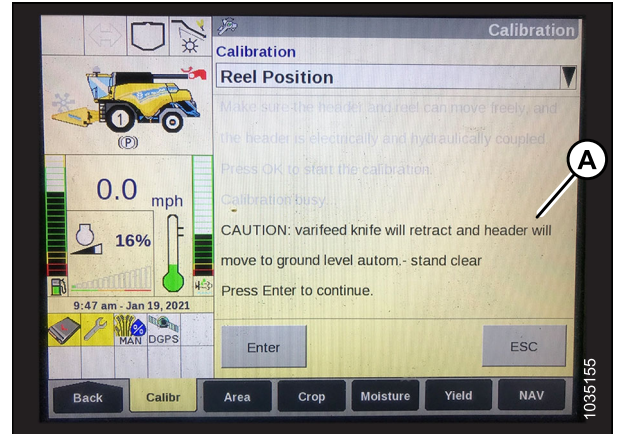 Calibration
Calibration
Reel Position
Make sure the header and reel can move freely, and
the header is electrically and hydraulically coupled.
Press OK to start the calibration.
Calibration busy...
CAUTION: varifeed knife will retract and header will
move to ground level autom.- stand clear
Press Enter to continue.
Enter
ESC
1
(P)
0.0 mph
16%
F
9:47 am - Jan 19, 2021
MAN
DGPS
Back
Calibr
Area
Crop
Moisture
Yield
NAV
A
1035155